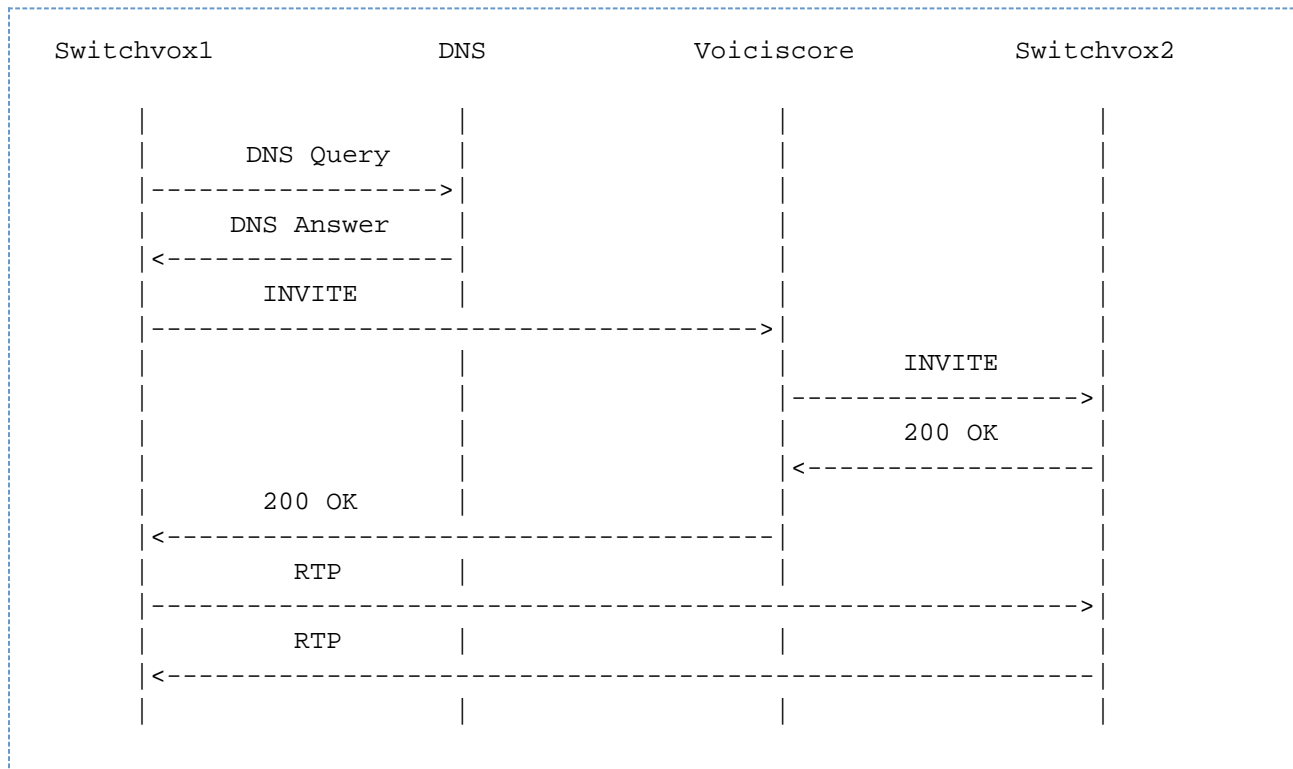 Switchvox1 DNS Voiciscore Switchvox2
DNS Query
DNS Answer
INVITE
INVITE
200 OK
200 OK
RTP
RTP